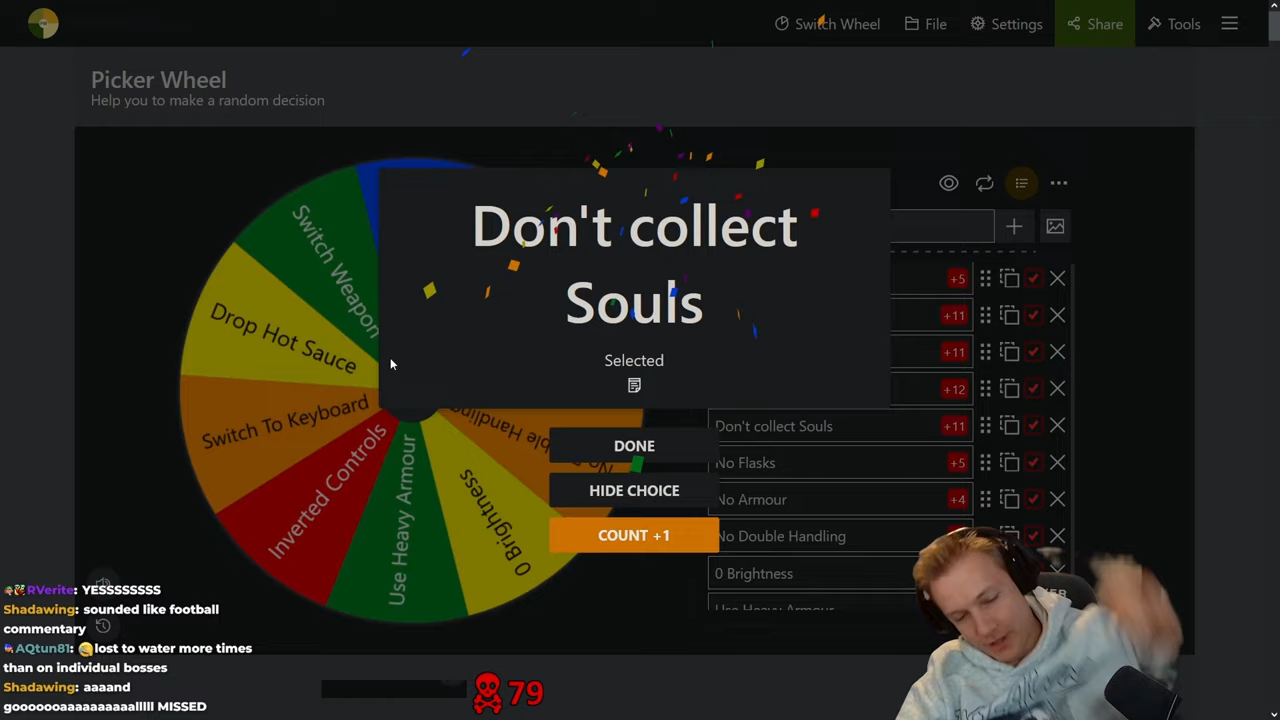 Switch Wheel
File
Settings
Share
Tools
Picker Wheel
Help you to make a random decision
Don't collect
Souls
Selected
DONE
HIDE CHOICE
COUNT +1
Switch Weapon
Drop Hot Sauce
Switch To Keyboard
Inverted Controls
Use Heavy Armour
0 Brightness
+5
+11
+11
+12
Don't collect Souls
+11
No Flasks
+5
No Armour
+4
No Double Handling
0 Brightness
Use Heavy Armour
RVerite: YESSSSSSSS
Shadawing: sounded like football
commentary
AQtun81: lost to water more times
than on individual bosses
Shadawing: aaaand
goooooaaaaaaaaaalllll MISSED
79